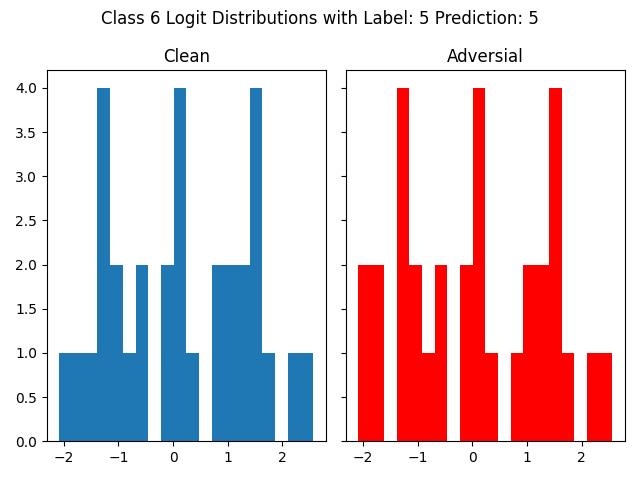 Class 6 Logit Distributions with Label: 5 Prediction: 5
Clean
Adversial
4.0
3.5
3.0
2.5
2.0
1.5
1.0
0.5
0.0
−2 −1 0 1 2
−2 −1 0 1 2